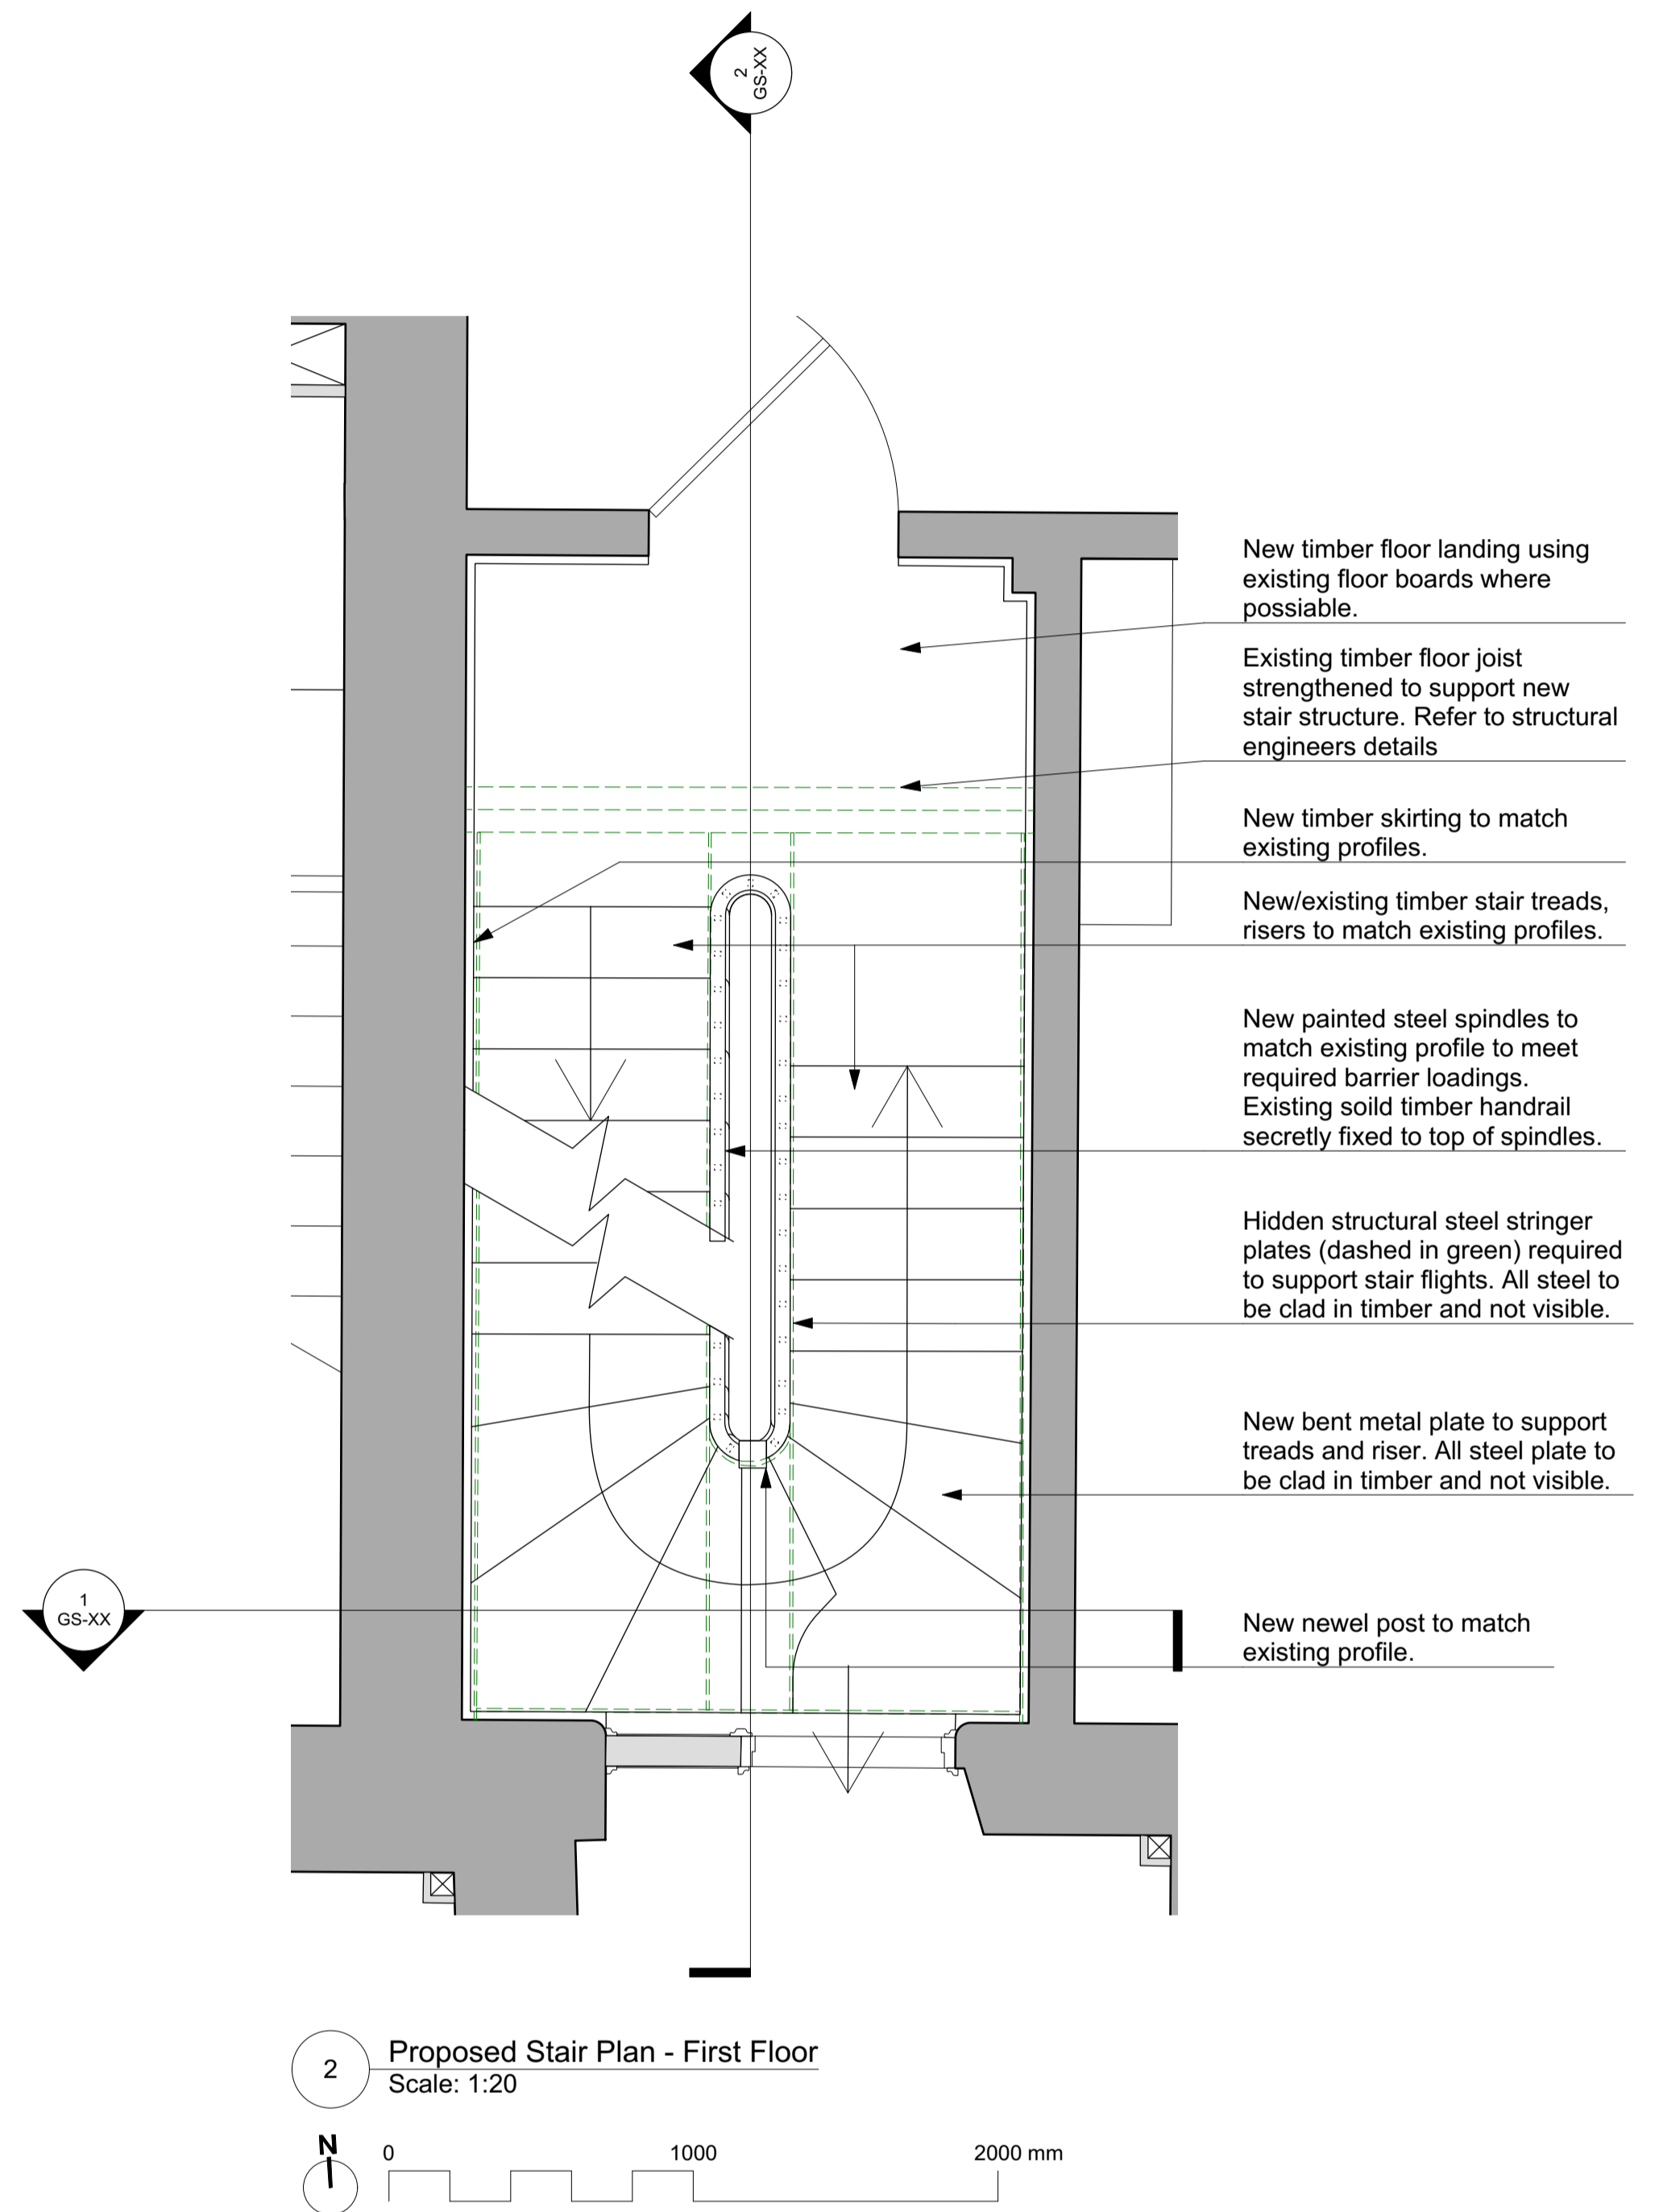 2
GS-XX
New timber floor landing using
existing floor boards where
possiable.
Existing timber floor joist
strengthened to support new
stair structure. Refer to structural
engineers details
New timber skirting to match
existing profiles.
New/existing timber stair treads,
risers to match existing profiles.
New painted steel spindles to
match existing profile to meet
required barrier loadings.
Existing soild timber handrail
secretly fixed to top of spindles.
Hidden structural steel stringer
plates (dashed in green) required
to support stair flights. All steel to
be clad in timber and not visible.
New bent metal plate to support
treads and riser. All steel plate to
be clad in timber and not visible.
1
GS-XX
New newel post to match
existing profile.
2
Proposed Stair Plan - First Floor
Scale: 1:20
N
0 1000 2000 mm